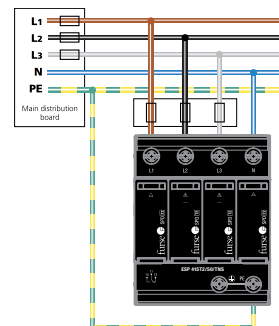 L1
L2
L3
N
PE
Main distribution
board
L1 L2 L3 N
furse
furse
furse
furse
ESP 415T2/50/TNS
PE